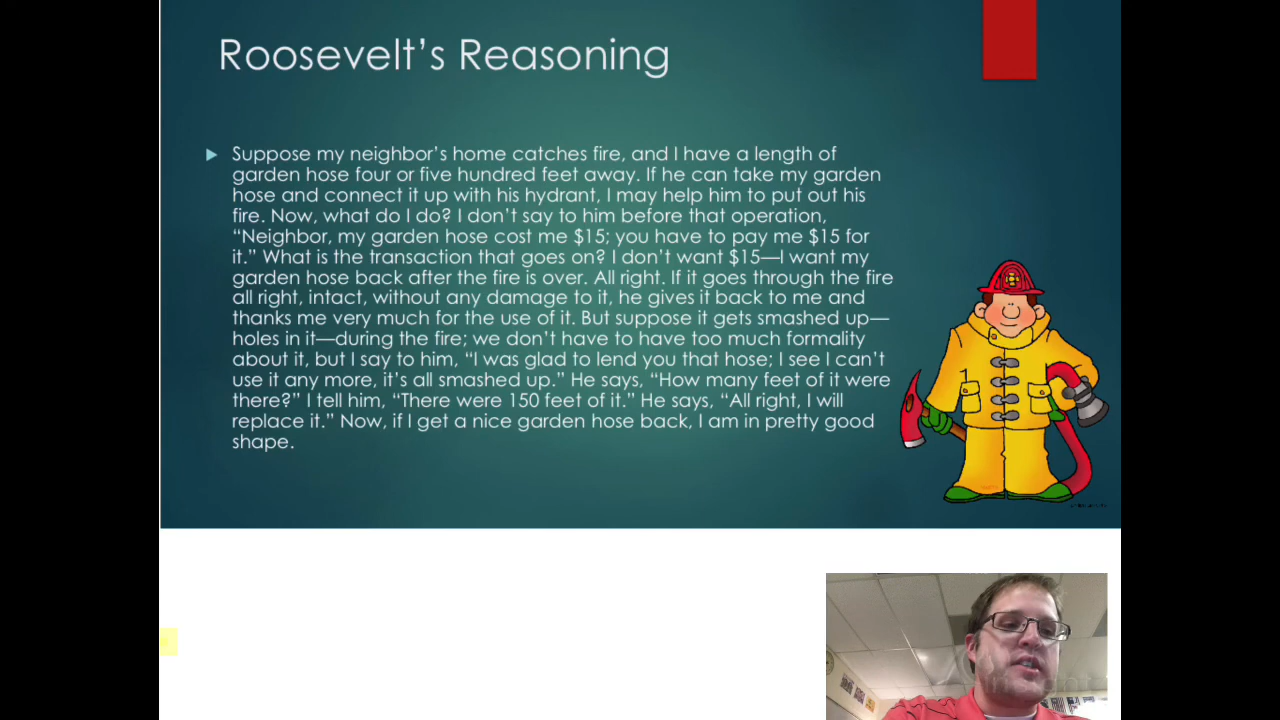 Roosevelt’s Reasoning
Suppose my neighbor’s home catches fire, and I have a length of
garden hose four or five hundred feet away. If he can take my garden
hose and connect it up with his hydrant, I may help him to put out his
fire. Now, what do I do? I don’t say to him before that operation,
“Neighbor, my garden hose cost me $15; you have to pay me $15 for
it.” What is the transaction that goes on? I don’t want $15—I want my
garden hose back after the fire is over. All right. If it goes through the fire
all right, intact, without any damage to it, he gives it back to me and
thanks me very much for the use of it. But suppose it gets smashed up—
holes in it—during the fire; we don’t have to have too much formality
about it, but I say to him, “I was glad to lend you that hose; I see I can’t
use it any more, it’s all smashed up.” He says, “How many feet of it were
there?” I tell him, “There were 150 feet of it.” He says, “All right, I will
replace it.” Now, if I get a nice garden hose back, I am in pretty good
shape.